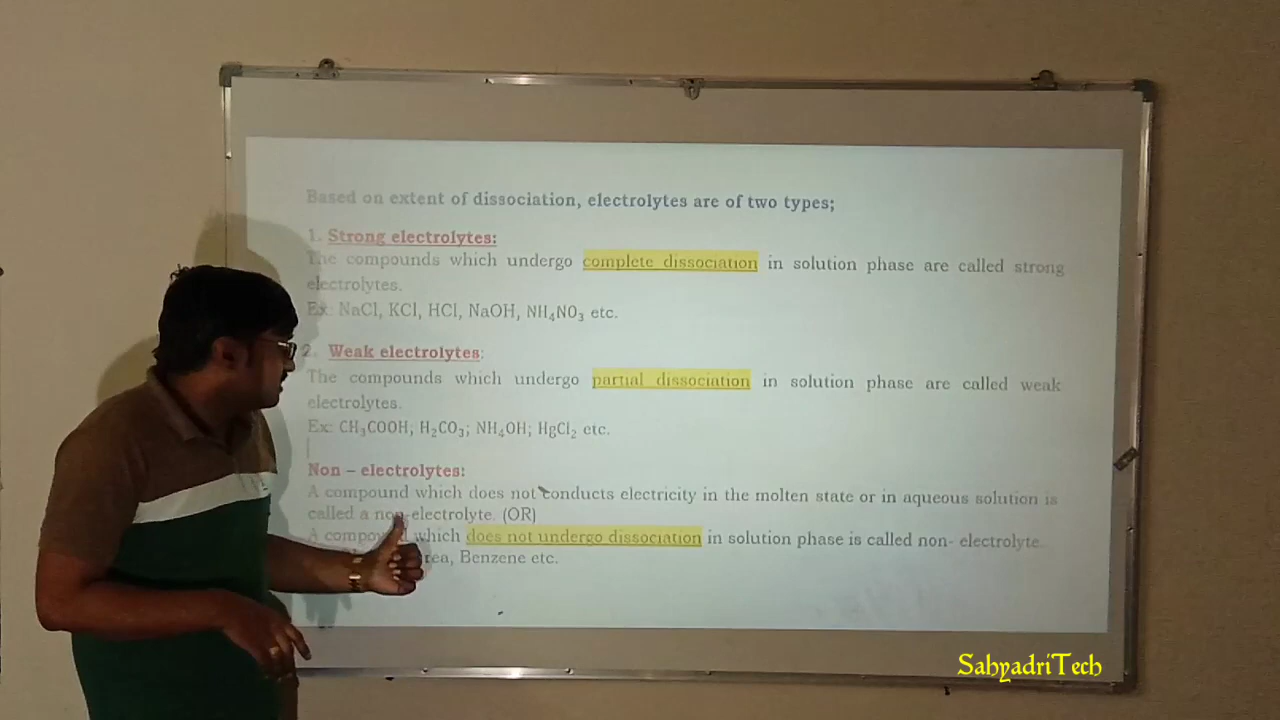 Based on extent of dissociation, electrolytes are of two types;
1. Strong electrolytes:
The compounds which undergo complete dissociation in solution phase are called strong
electrolytes.
Ex: NaCl, KCl, HCl, NaOH, NH₄NO₃ etc.
2. Weak electrolytes:
The compounds which undergo partial dissociation in solution phase are called weak
electrolytes.
Ex: CH₃COOH; H₂CO₃; NH₄OH; HgCl₂ etc.
Non – electrolytes:
A compound which does not conducts electricity in the molten state or in aqueous solution is
called a non-electrolyte. (OR)
A which does not undergo dissociation in solution phase is called non- electrolyte.
Benzene etc.
SahyadriTech